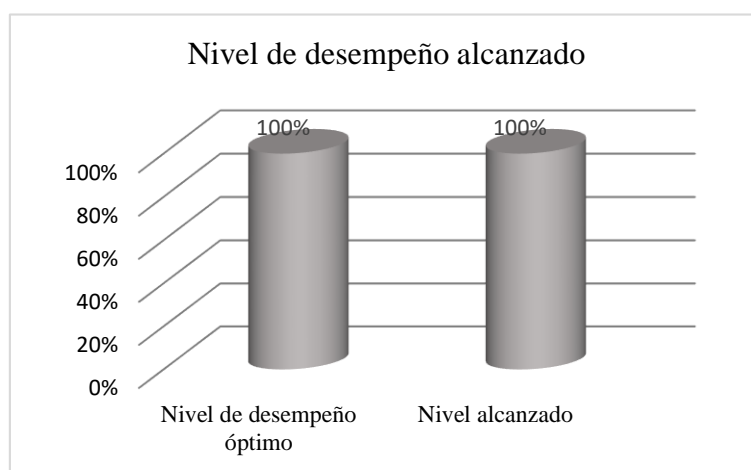 Nivel de desempeño alcanzado
100% 100%
100%
80%
60%
40%
20%
0%
Nivel de desempeño
óptimo
Nivel alcanzado